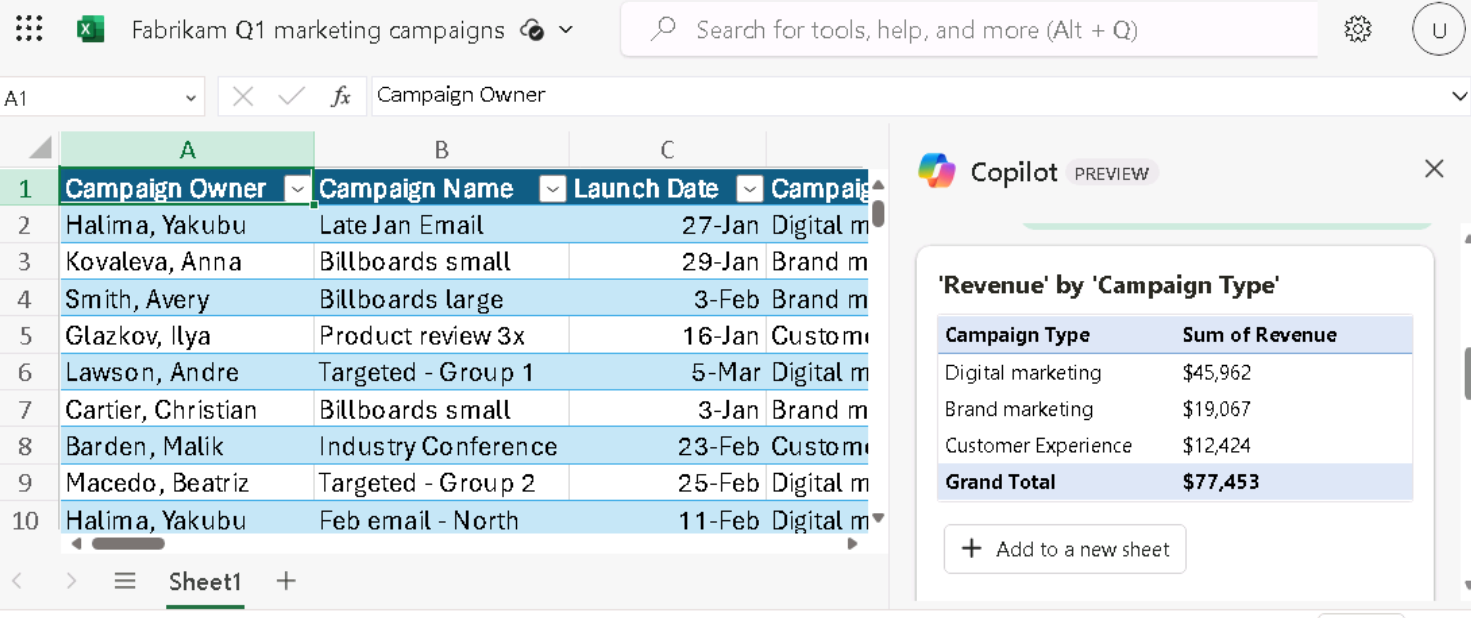 Fabrikam Q1 marketing campaigns
Search for tools, help, and more (Alt + Q)
U
A1
fx
Campaign Owner
A B C
1 Campaign Owner Campaign Name Launch Date Campaig
2 Halima, Yakubu Late Jan Email 27-Jan Digital m
3 Kovaleva, Anna Billboards small 29-Jan Brand m
4 Smith, Avery Billboards large 3-Feb Brand m
5 Glazkov, Ilya Product review 3x 16-Jan Custom
6 Lawson, Andre Targeted - Group 1 5-Mar Digital m
7 Cartier, Christian Billboards small 3-Jan Brand m
8 Barden, Malik Industry Conference 23-Feb Custom
9 Macedo, Beatriz Targeted - Group 2 25-Feb Digital m
10 Halima, Yakubu Feb email - North 11-Feb Digital m
Sheet1
Copilot PREVIEW
'Revenue' by 'Campaign Type'
Campaign Type Sum of Revenue
Digital marketing $45,962
Brand marketing $19,067
Customer Experience $12,424
Grand Total $77,453
+ Add to a new sheet